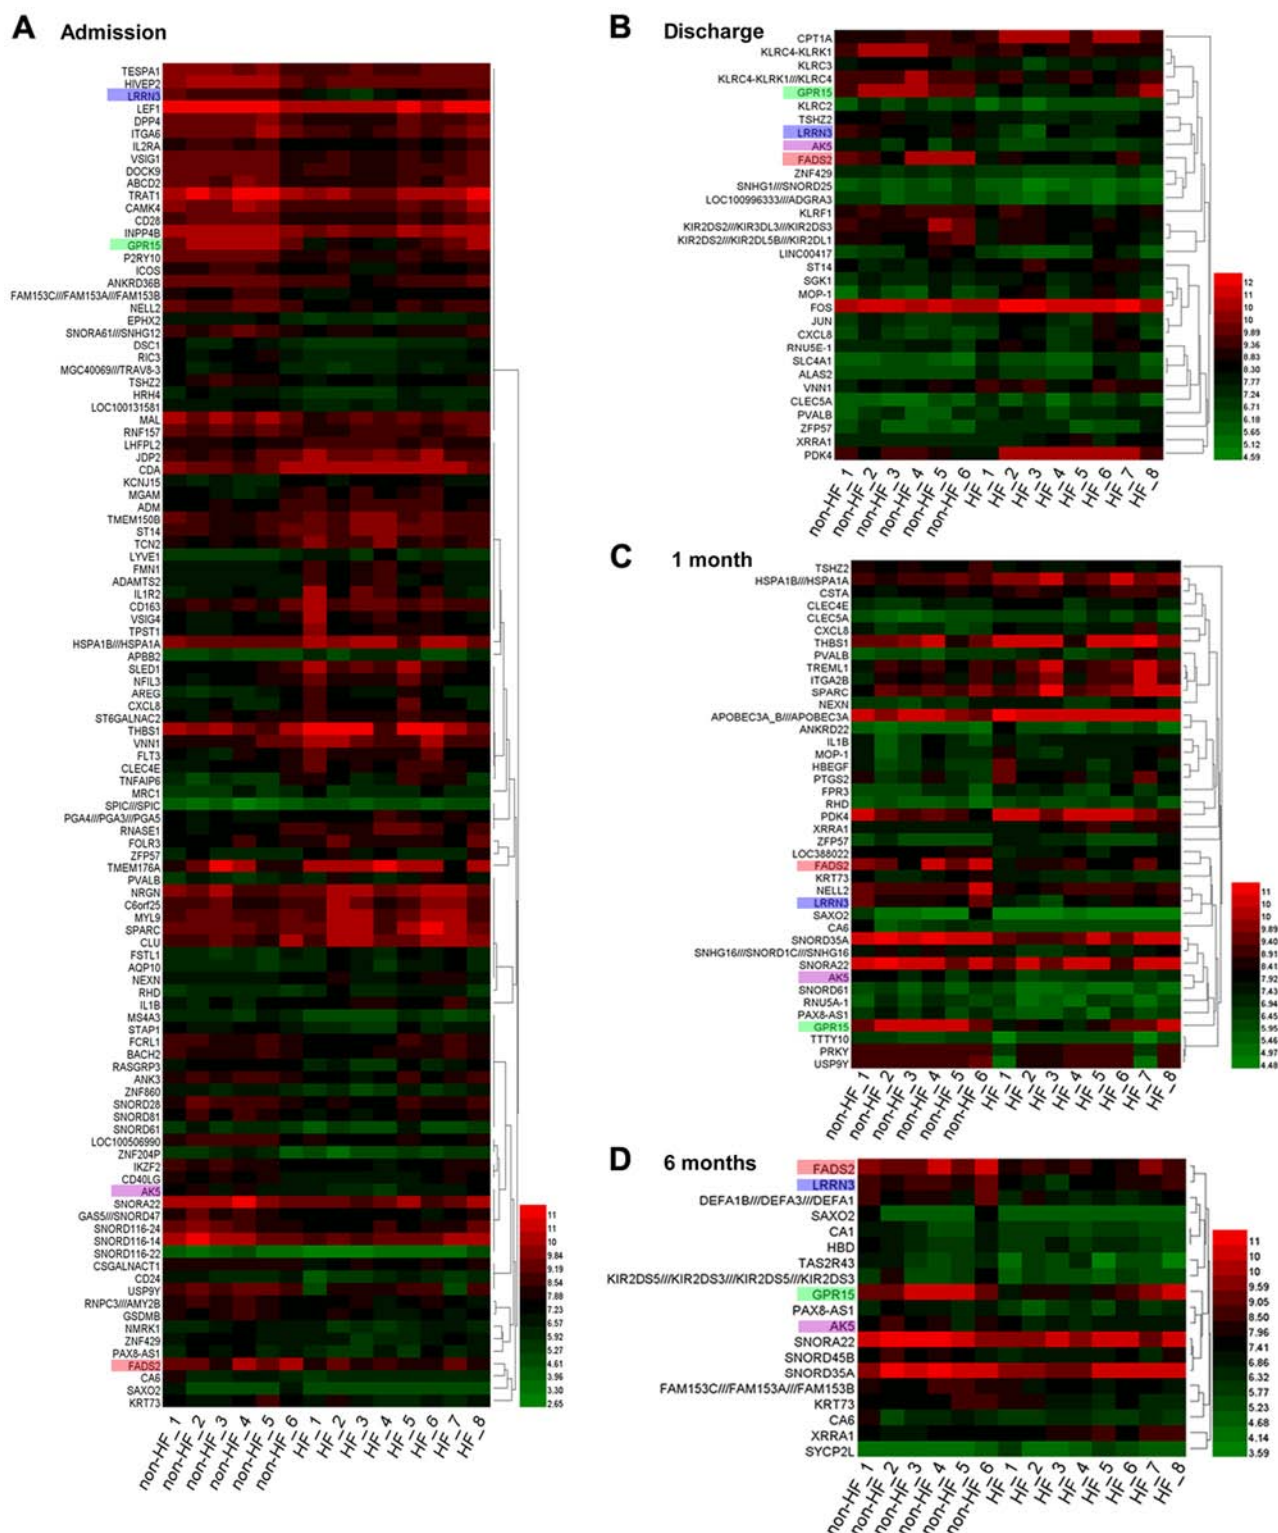 A Admission
TESPA1
HIVEP2
LRRN3
LEF1
DPP4
ITGA6
IL2RA
VSIG1
DOCK9
ABCD2
TRAT1
CAMK4
CD28
INPP4B
GPR15
P2RY10
ICOS
ANKRD36B
FAM153C///FAM153A///FAM153B
NELL2
EPHX2
SNORA61///SNHG12
DSC1
RIC3
MGC40069///TRAV8-3
TSHZ2
HRH4
LOC100131581
MAL
RNF157
LHFPL2
JDP2
CDA
KCNJ15
MGAM
ADM
TMEM150B
ST14
TCN2
LYVE1
FMN1
ADAMTS2
IL1R2
CD163
VSIG4
TPST1
HSPA1B///HSPA1A
APBB2
SLED1
NFIL3
AREG
CXCL8
ST6GALNAC2
THBS1
VNN1
FLT3
CLEC4E
TNFAIP6
MRC1
SPIC///SPIC
PGA4///PGA3///PGA5
RNASE1
FOLR3
ZFP57
TMEM176A
PVALB
NRGN
C6orf25
MYL9
SPARC
CLU
FSTL1
AQP10
NEXN
RHD
IL1B
MS4A3
STAP1
FCRL1
BACH2
RASGRP3
ANK3
ZNF860
SNORD28
SNORD81
SNORD61
LOC100506990
ZNF204P
IKZF2
CD40LG
AK5
SNORA22
GAS5///SNORD47
SNORD116-24
SNORD116-14
SNORD116-22
CSGALNACT1
CD24
USP9Y
RNPC3///AMY2B
GSDMB
NMRK1
ZNF429
PAX8-AS1
FADS2
CA6
SAXO2
KRT73
non-HF_1
non-HF_2
non-HF_3
non-HF_4
non-HF_5
non-HF_6
HF_1
HF_2
HF_3
HF_4
HF_5
HF_6
HF_7
HF_8
11
11
10
9.84
9.19
8.54
7.88
7.23
6.57
5.92
5.27
4.61
3.96
3.30
2.65
B Discharge
CPT1A
KLRC4-KLRK1
KLRC3
KLRC4-KLRK1///KLRC4
GPR15
KLRC2
TSHZ2
LRRN3
AK5
FADS2
ZNF429
SNHG1///SNORD25
LOC100996333///ADGRA3
KLRF1
KIR2DS2///KIR3DL3///KIR2DS3
KIR2DS2///KIR2DL5B///KIR2DL1
LINC00417
ST14
SGK1
MOP-1
FOS
JUN
CXCL8
RNU5E-1
SLC4A1
ALAS2
VNN1
CLEC5A
PVALB
ZFP57
XRRA1
PDK4
non-HF_1
non-HF_2
non-HF_3
non-HF_4
non-HF_5
non-HF_6
HF_1
HF_2
HF_3
HF_4
HF_5
HF_6
HF_7
HF_8
12
11
10
9.89
9.36
8.83
8.30
7.77
7.24
6.71
6.18
5.65
5.12
4.59
C 1 month
TSHZ2
HSPA1B///HSPA1A
CSTA
CLEC4E
CLEC5A
CXCL8
THBS1
PVALB
TREML1
ITGA2B
SPARC
NEXN
APOBEC3A_B///APOBEC3A
ANKRD22
IL1B
MOP-1
HBEGF
PTGS2
FPR3
RHD
PDK4
XRRA1
ZFP57
LOC388022
FADS2
KRT73
NELL2
LRRN3
SAXO2
CA6
SNORD35A
SNHG16///SNORD1C///SNHG16
SNORA22
AK5
SNORD61
RNU5A-1
PAX8-AS1
GPR15
TTTY10
PRKY
USP9Y
non-HF_1
non-HF_2
non-HF_3
non-HF_4
non-HF_5
non-HF_6
HF_1
HF_2
HF_3
HF_4
HF_5
HF_6
HF_7
HF_8
11
10
10
9.89
9.40
8.91
8.41
7.92
7.43
6.94
6.45
5.95
5.46
4.97
4.48
D 6 months
FADS2
LRRN3
DEFA1B///DEFA3///DEFA1
SAXO2
CA1
HBD
TAS2R43
KIR2DS5///KIR2DS3///KIR2DS5///KIR2DS3
GPR15
PAX8-AS1
AK5
SNORA22
SNORD45B
SNORD35A
FAM153C///FAM153A///FAM153B
KRT73
CA6
XRRA1
SYCP2L
non-HF_1
non-HF_2
non-HF_3
non-HF_4
non-HF_5
non-HF_6
HF_1
HF_2
HF_3
HF_4
HF_5
HF_6
HF_7
HF_8
11
10
10
9.59
9.05
8.50
7.96
7.41
6.86
6.32
5.77
5.23
4.68
4.14
3.59